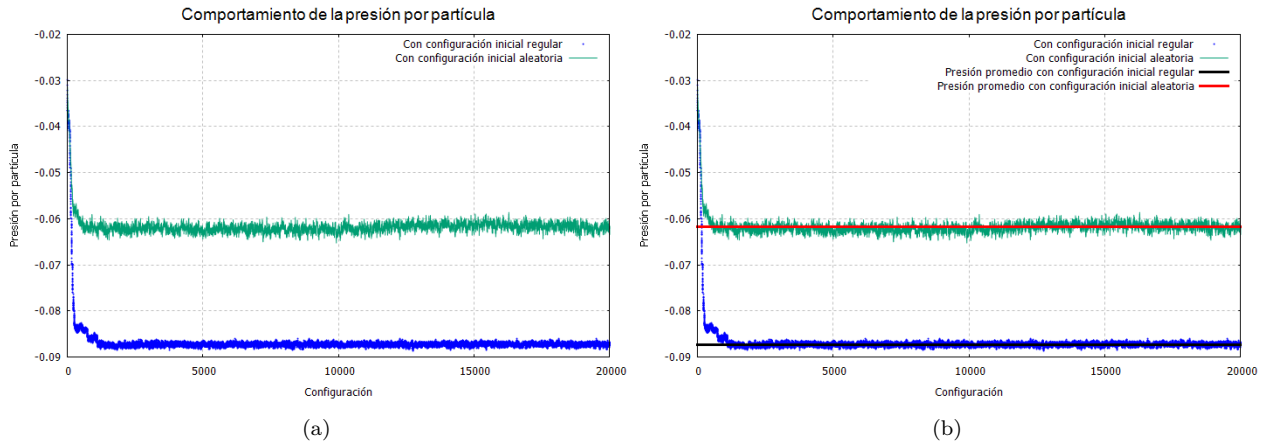 Comportamiento de la presión por partícula
-0.02
-0.03
-0.04
-0.05
-0.06
-0.07
-0.08
-0.09
0
5000
10000
15000
20000
Presión por partícula
Configuración
Con configuración inicial regular
Con configuración inicial aleatoria
(a)
Comportamiento de la presión por partícula
-0.02
-0.03
-0.04
-0.05
-0.06
-0.07
-0.08
-0.09
0
5000
10000
15000
20000
Presión por partícula
Configuración
Con configuración inicial regular
Con configuración inicial aleatoria
Presión promedio con configuración inicial regular
Presión promedio con configuración inicial aleatoria
(b)